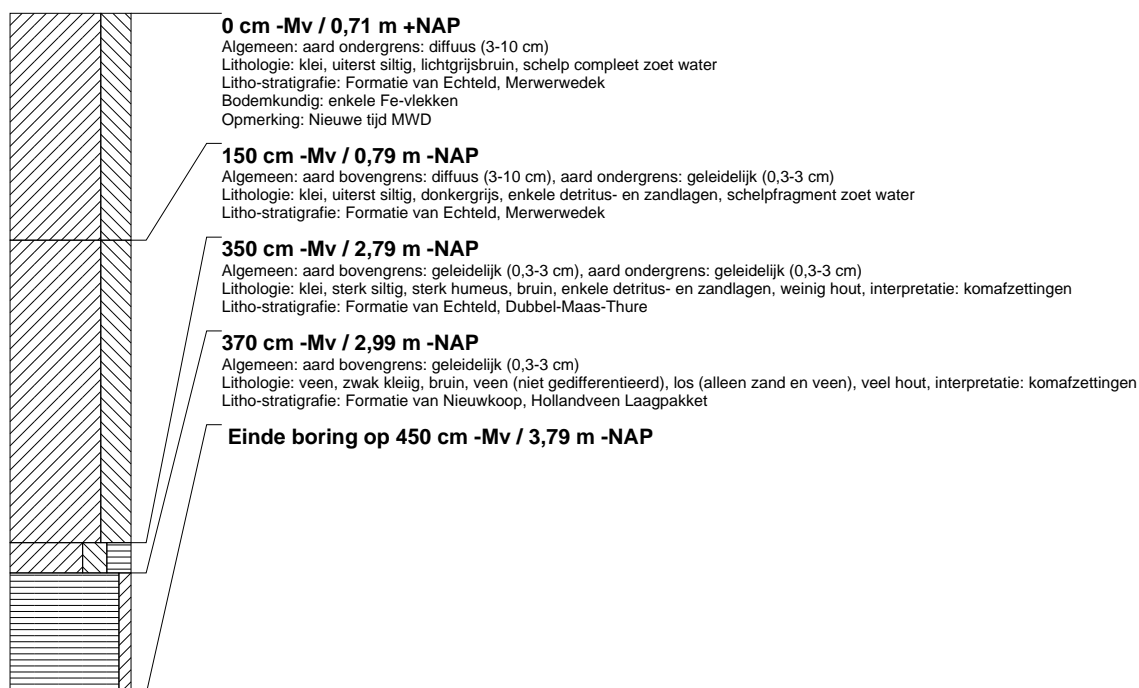 0 cm -Mv / 0,71 m +NAP
Algemeen: aard ondergrens: diffuus (3-10 cm)
Lithologie: klei, uiterst siltig, lichtgrijsbruin, schelp compleet zoet water
Litho-stratigrafie: Formatie van Echteld, Merwerwedek
Bodemkundig: enkele Fe-vlekken
Opmerking: Nieuwe tijd MWD
150 cm -Mv / 0,79 m -NAP
Algemeen: aard bovengrens: diffuus (3-10 cm), aard ondergrens: geleidelijk (0,3-3 cm)
Lithologie: klei, uiterst siltig, donkergrijs, enkele detritus- en zandlagen, schelpfragment zoet water
Litho-stratigrafie: Formatie van Echteld, Merwerwedek
350 cm -Mv / 2,79 m -NAP
Algemeen: aard bovengrens: geleidelijk (0,3-3 cm), aard ondergrens: geleidelijk (0,3-3 cm)
Lithologie: klei, sterk siltig, sterk humeus, bruin, enkele detritus- en zandlagen, weinig hout, interpretatie: komafzettingen
Litho-stratigrafie: Formatie van Echteld, Dubbel-Maas-Thure
370 cm -Mv / 2,99 m -NAP
Algemeen: aard bovengrens: geleidelijk (0,3-3 cm)
Lithologie: veen, zwak kleiig, bruin, veen (niet gedifferentieerd), los (alleen zand en veen), veel hout, interpretatie: komafzettingen
Litho-stratigrafie: Formatie van Nieuwkoop, Hollandveen Laagpakket
Einde boring op 450 cm -Mv / 3,79 m -NAP